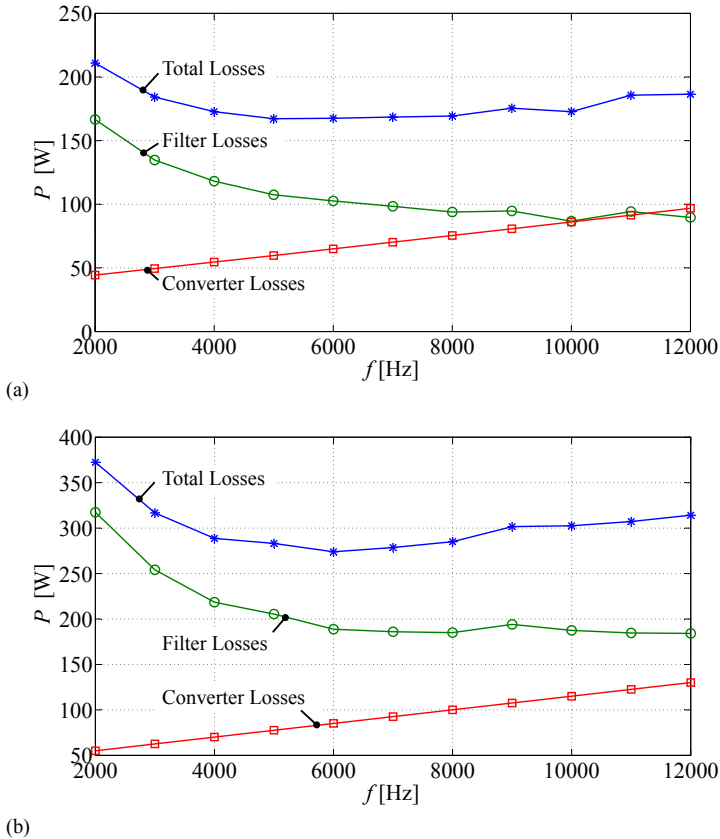 250
200
150
100
50
0
P [W]
Total Losses
Filter Losses
Converter Losses
2000 4000 6000 8000 10000 12000
f [Hz]
(a)
400
350
300
250
200
150
100
50
P [W]
Total Losses
Filter Losses
Converter Losses
2000 4000 6000 8000 10000 12000
f [Hz]
(b)